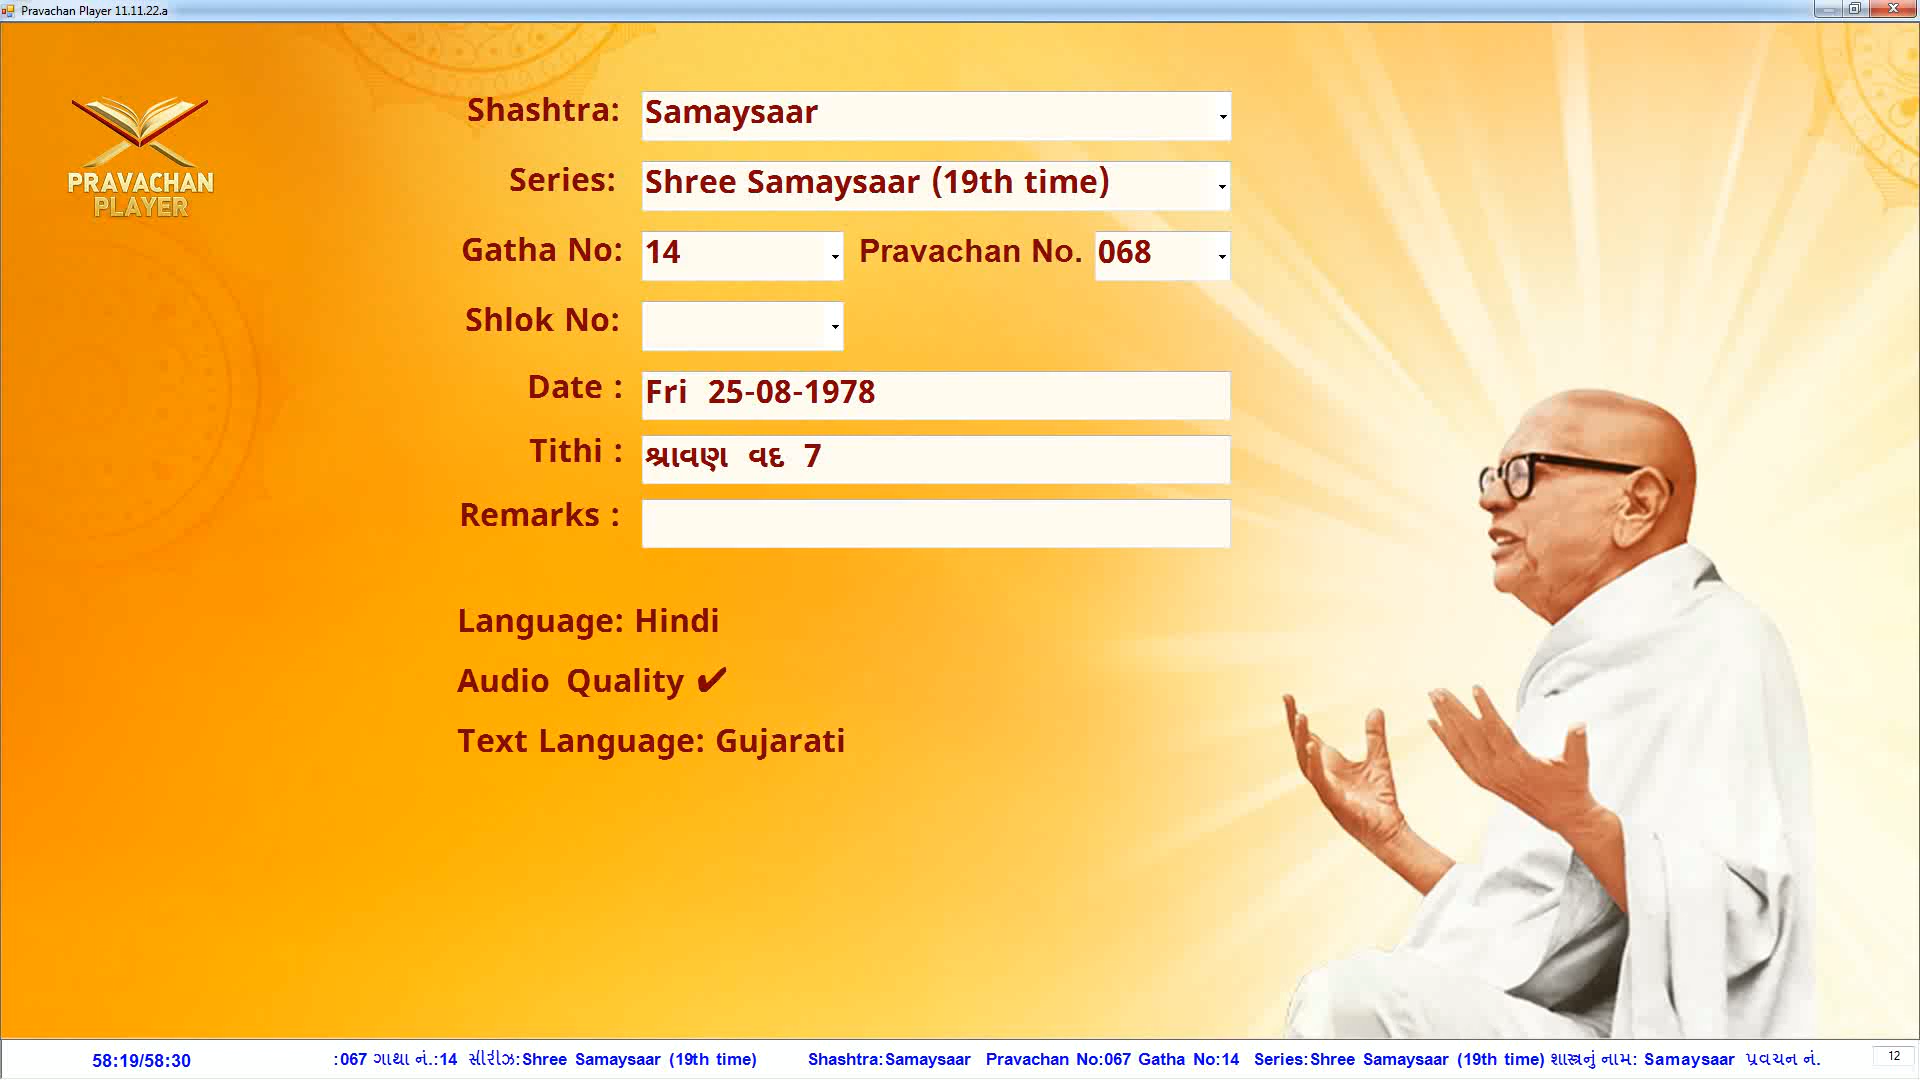 Pravachan Player 11.11.22.a
PRAVACHAN
PLAYER
Shashtra: Samaysaar
Series: Shree Samaysaar (19th time)
Gatha No: 14 Pravachan No. 068
Shlok No:
Date : Fri 25-08-1978
Tithi : શ્રાવણ વદ 7
Remarks :
Language: Hindi
Audio Quality ✔
Text Language: Gujarati
58:19/58:30 :067 ગાથા નં.:14 સીરીઝ:Shree Samaysaar (19th time) Shashtra:Samaysaar Pravachan No:067 Gatha No:14 Series:Shree Samaysaar (19th time) શાસ્ત્રનું નામ: Samaysaar પ્રવચન નં. 12